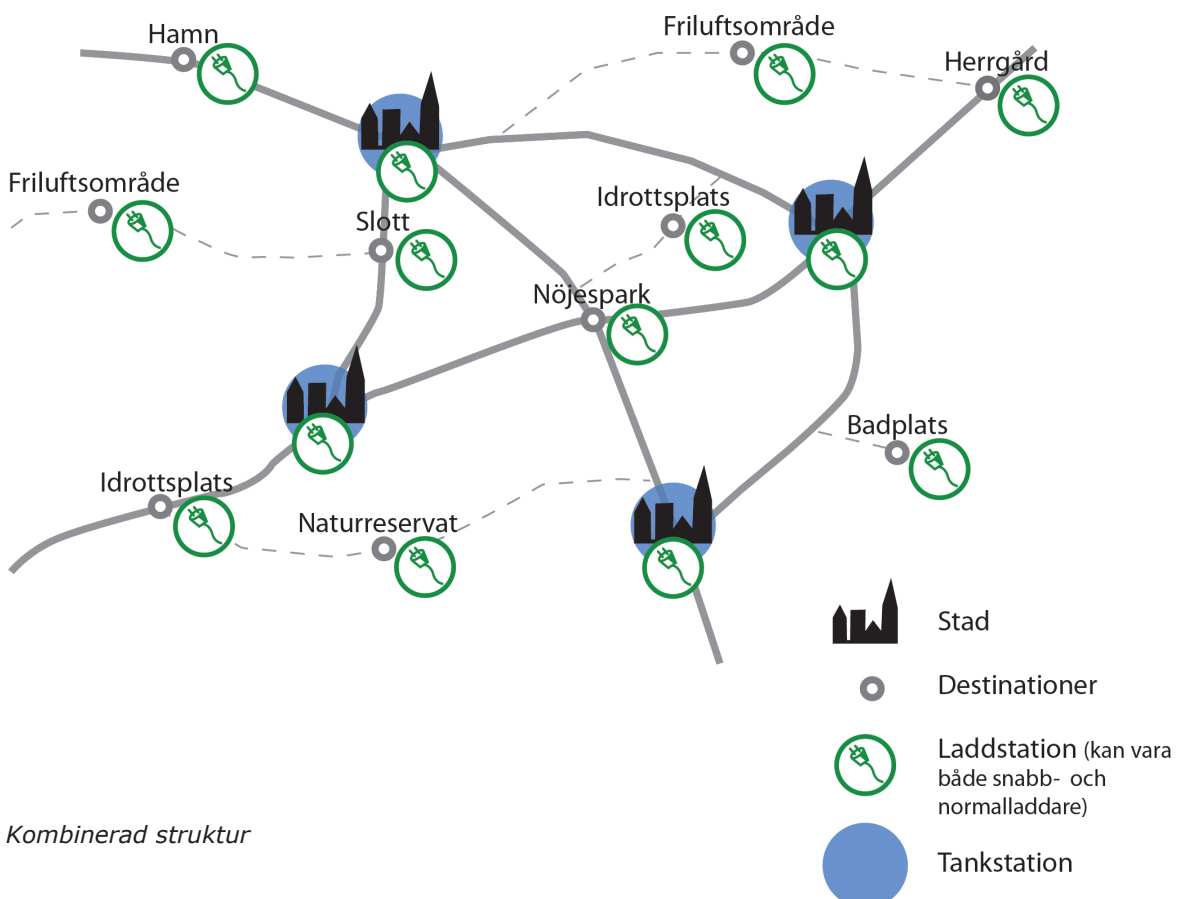 Hamn
Friluftsområde
Herrgård
Friluftsområde
Idrottsplats
Slott
Nöjespark
Badplats
Idrottsplats
Naturreservat
Stad
Destinationer
Laddstation (kan vara
både snabb- och
normalladdare)
Tankstation
Kombinerad struktur